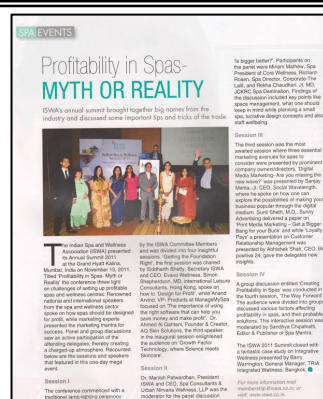 SPA EVENTS
Profitability in Spas-
MYTH OR REALITY
ISWA's annual summit brought together big names from the
industry and discussed some important tips and tricks of the trade
The Indian Spa and Wellness
Association (ISWA) presented
its Annual Summit 2011
at the Grand Hyatt Kalina,
Mumbai, India on November 15, 2011.
Titled 'Profitability in Spas- Myth or
Reality' the conference threw light
on challenges of setting up profitable
spas and wellness centres. Renowned
national and international speakers
from the spa and wellness sector
spoke on how spas should be designed
for profit, while marketing experts
presented the marketing mantra for
success. Panel and group discussions
saw an active participation of the
attending delegates, thereby creating
a charged-up atmosphere. Recounted
below are the sessions and speakers
that featured in this one-day mega
event.
Session I
The conference commenced with a
traditional lamp-lighting ceremony
by the ISWA Committee Members
and was divided into four insightful
sessions. 'Getting the Foundation
Right', the first session was chaired
by Siddharth Shetty, Secretary ISWA
and CEO, Evand Wellness. Simon
Shepherdson, MD, International Leisure
Consultants, Hong Kong, spoke on
how to 'Design for Profit', while Anand
Arvind, VP- Products at ManageMySpa
focused on 'The importance of using
the right software that can help you
save money and make profit'. Dr.
Ahmed Al Qahtani, Founder & Creator,
AQ Skin Solutions, the third speaker
in the inaugural session enlightened
the audience on 'Growth Factor
Technology, where Science meets
Skincare'.
Session II
Dr. Manish Patwardhan, President
ISWA and CEO, Spa Consultants &
Urban Nirvana Wellness, LLP was the
moderator for the panel discussion
is bigger better?'. Participants on
the panel were Miriam Mathew, Spa
President at Core Wellness, Richard
Rosen, Spa Director, Corporate-The
Lalit, and Rekha Chaudhari, Jt. MD,
JCKRC Spa Destination. Findings of
the discussion included key points like
space management, what one should
keep in mind while planning a small
spa, lucrative design concepts and also
staff wellbeing.
Session III
The third session was the most
awaited session where three essential
marketing avenues for spas to
consider were presented by prominent
company owners/directors. 'Digital
Media Marketing- Are you missing the
new wave?' was presented by Sanjay
Mehta, Jt. CEO, Social Wavelength,
where he spoke on how one can
explore the possibilities of making your
business popular through the digital
medium. Sunil Sheth, M.D., Sunny
Advertising delivered a paper on
'Print Media Marketing – Get a Bigger
Bang for your Buck' and while 'Loyalty
Pays' a presentation on Customer
Relationship Management was
presented by Abhishek Shah, CEO,
positive 24, gave the delegates new
insights.
Session IV
A group discussion entitled 'Creating
Profitability in Spas' was conducted in
the fourth session, 'The Way Forward'.
The audience were divided into groups;
discussed various factors affecting
profitability in spas, and their probable
solutions. This interactive session was
moderated by Sandhya Chipalkatti,
Editor & Publisher of Spa Mantra.
The ISWA 2011 Summit closed with
a fantastic case study on Integrative
Wellness presented by Barry
Warrington, General Manager, TRIA
Integrated Wellness, Bangkok.
For more information mail
membership@iswa.co.in or
visit: www.iswa.co.in.